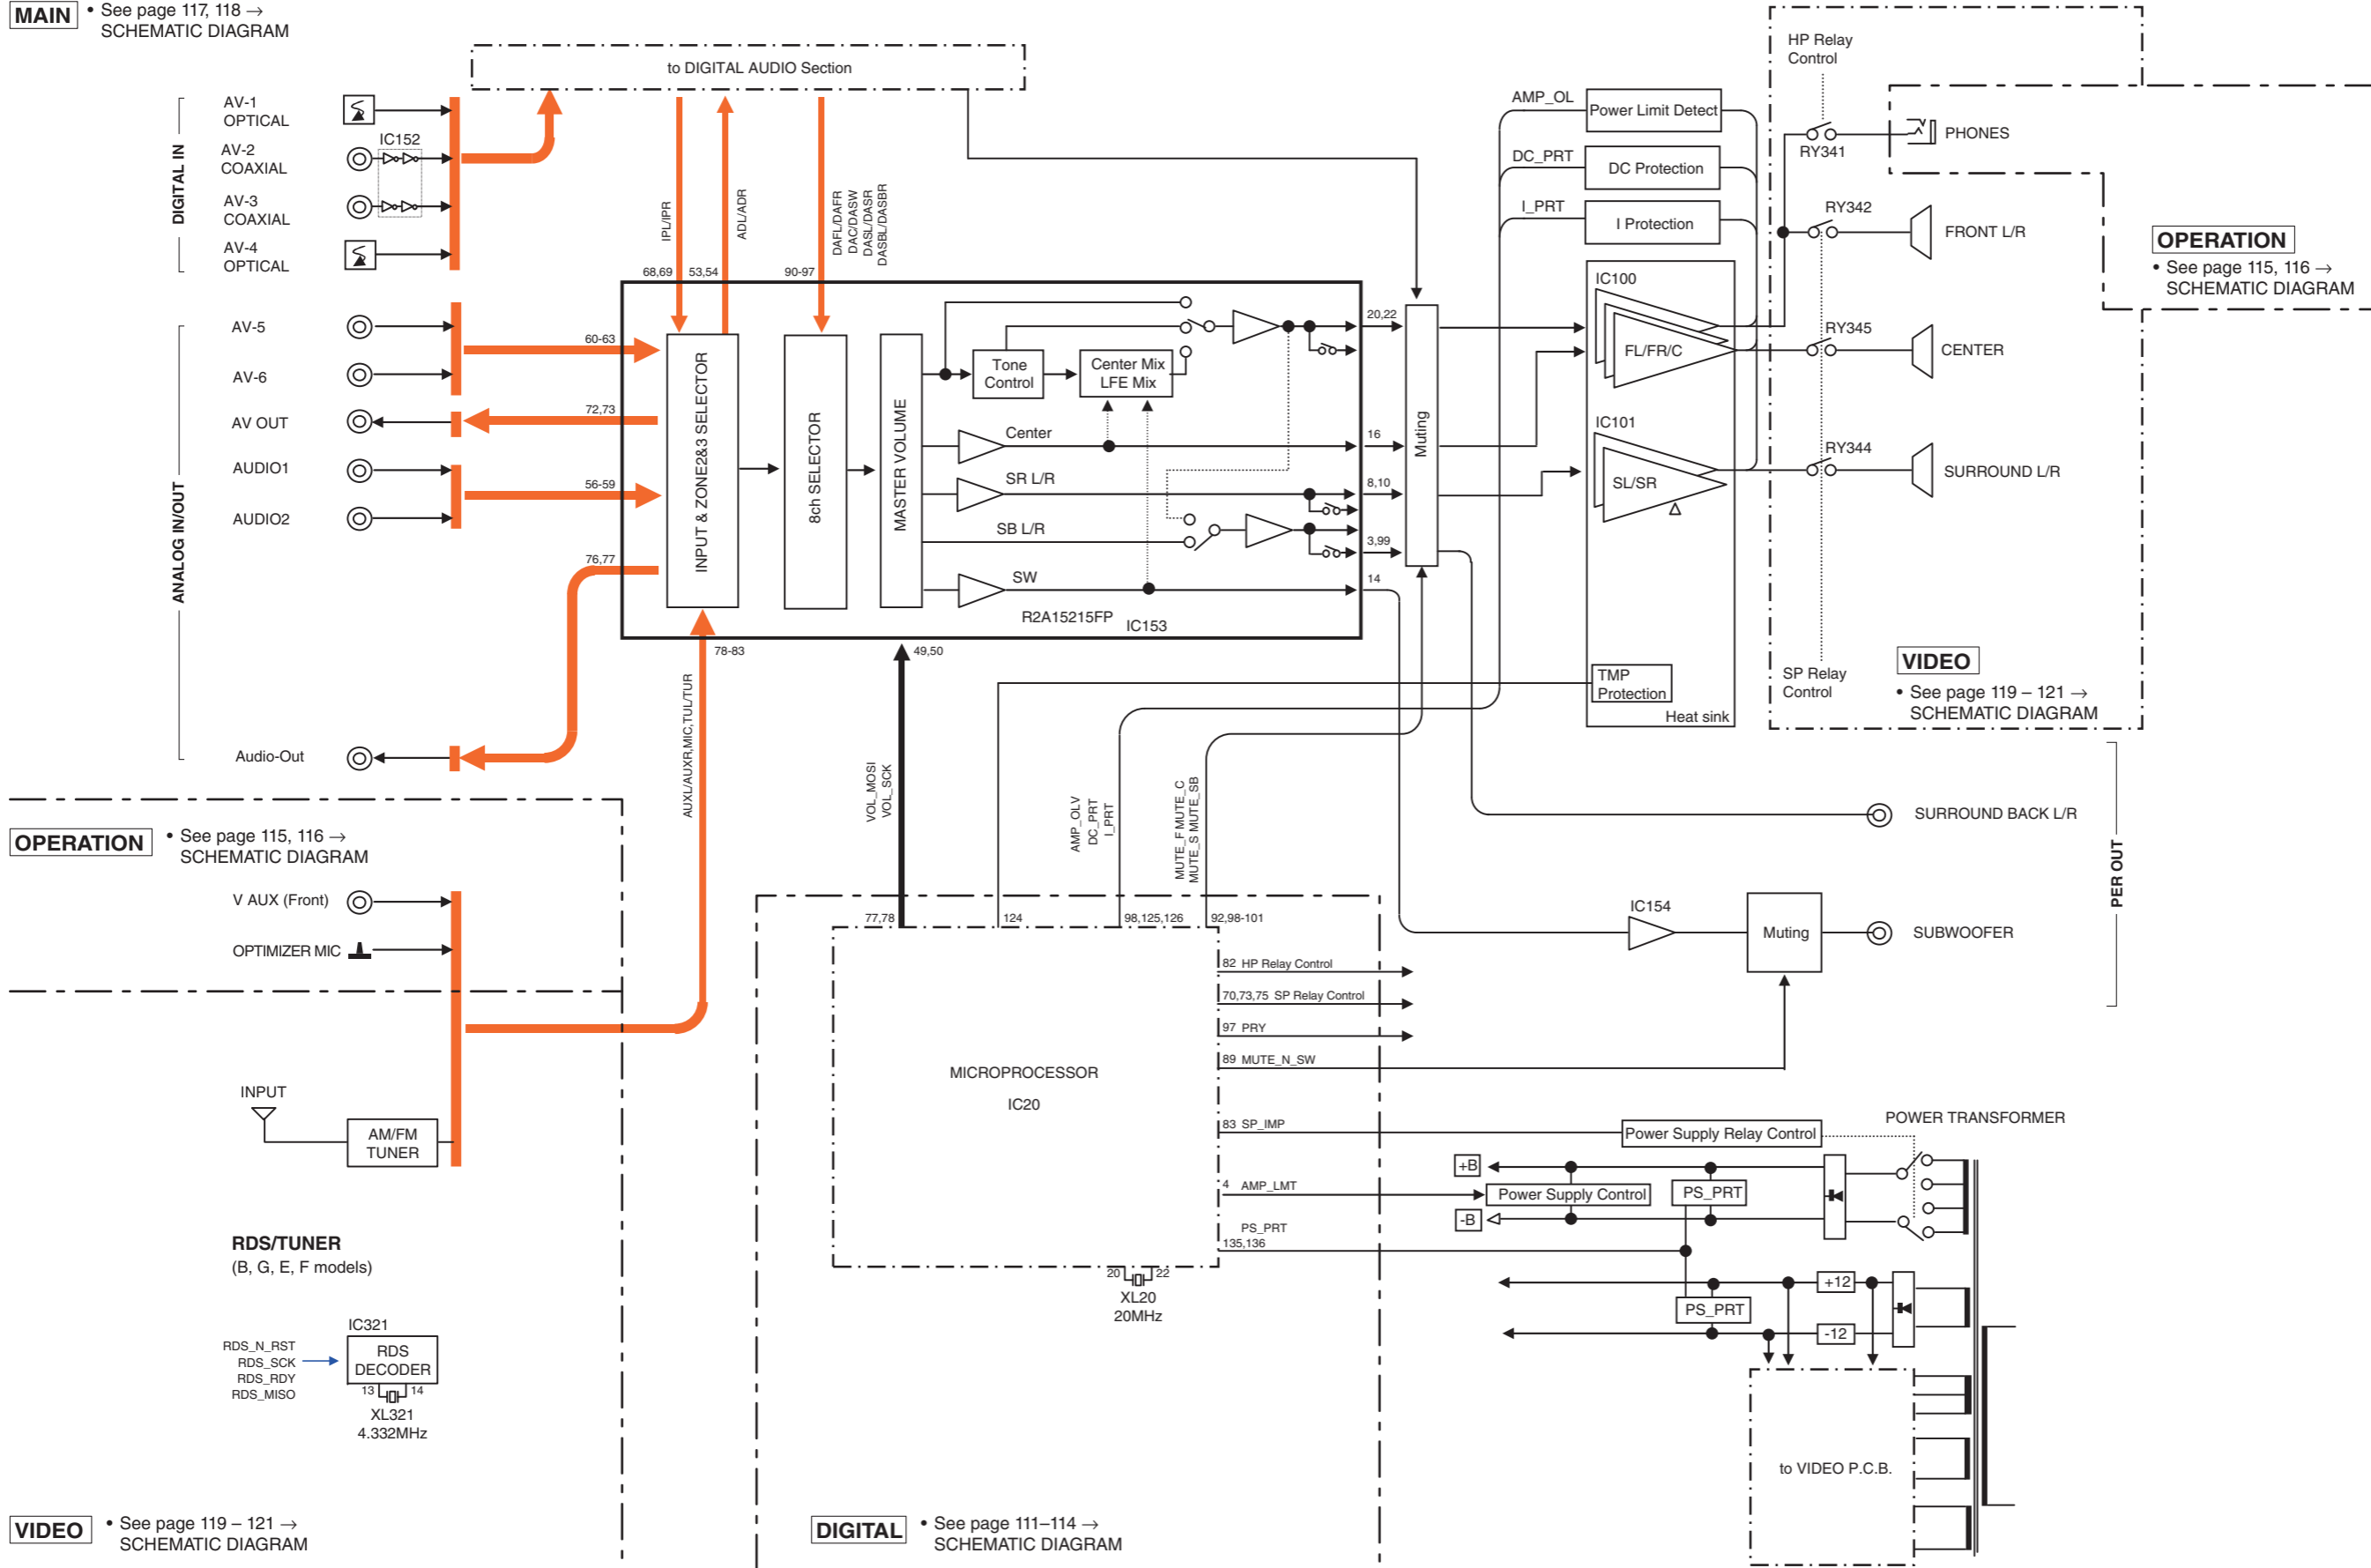 MAIN
• See page 117, 118 →
SCHEMATIC DIAGRAM
to DIGITAL AUDIO Section
DIGITAL IN
AV-1
OPTICAL
AV-2
COAXIAL
IC152
AV-3
COAXIAL
AV-4
OPTICAL
ANALOG IN/OUT
AV-5
AV-6
AV OUT
AUDIO1
AUDIO2
Audio-Out
60-63
72,73
56-59
76,77
IPL/IPR
ADL/ADR
DAFL/DAFR
DAC/DASW
DASL/DASR
DASBL/DASBR
68,69
53,54
90-97
INPUT & ZONE2&3 SELECTOR
8ch SELECTOR
MASTER VOLUME
Tone
Control
Center Mix
LFE Mix
Center
SR L/R
SB L/R
SW
R2A15215FP
IC153
20,22
16
8,10
3,99
14
Muting
78-83
49,50
AUXL/AUXR,MIC,TUL/TUR
VOL_MOSI
VOL_SCK
AMP_OLV
DC_PRT
I_PRT
MUTE_F MUTE_C
MUTE_S MUTE_SB
AMP_OL
Power Limit Detect
DC_PRT
DC Protection
I_PRT
I Protection
IC100
FL/FR/C
IC101
SL/SR
TMP
Protection
Heat sink
HP Relay
Control
RY341
PHONES
RY342
FRONT L/R
RY345
CENTER
RY344
SURROUND L/R
SP Relay
Control
OPERATION
• See page 115, 116 →
SCHEMATIC DIAGRAM
VIDEO
• See page 119 – 121 →
SCHEMATIC DIAGRAM
SURROUND BACK L/R
PER OUT
IC154
Muting
SUBWOOFER
OPERATION
• See page 115, 116 →
SCHEMATIC DIAGRAM
V AUX (Front)
OPTIMIZER MIC
INPUT
AM/FM
TUNER
77,78
124
98,125,126
92,98-101
MICROPROCESSOR
IC20
82 HP Relay Control
70,73,75 SP Relay Control
97 PRY
89 MUTE_N_SW
83 SP_IMP
4 AMP_LMT
PS_PRT
135,136
20
22
XL20
20MHz
Power Supply Relay Control
POWER TRANSFORMER
+B
Power Supply Control
-B
PS_PRT
+12
PS_PRT
-12
to VIDEO P.C.B.
RDS/TUNER
(B, G, E, F models)
IC321
RDS_N_RST
RDS_SCK
RDS_RDY
RDS_MISO
RDS
DECODER
13
14
XL321
4.332MHz
VIDEO
• See page 119 – 121 →
SCHEMATIC DIAGRAM
DIGITAL
• See page 111–114 →
SCHEMATIC DIAGRAM